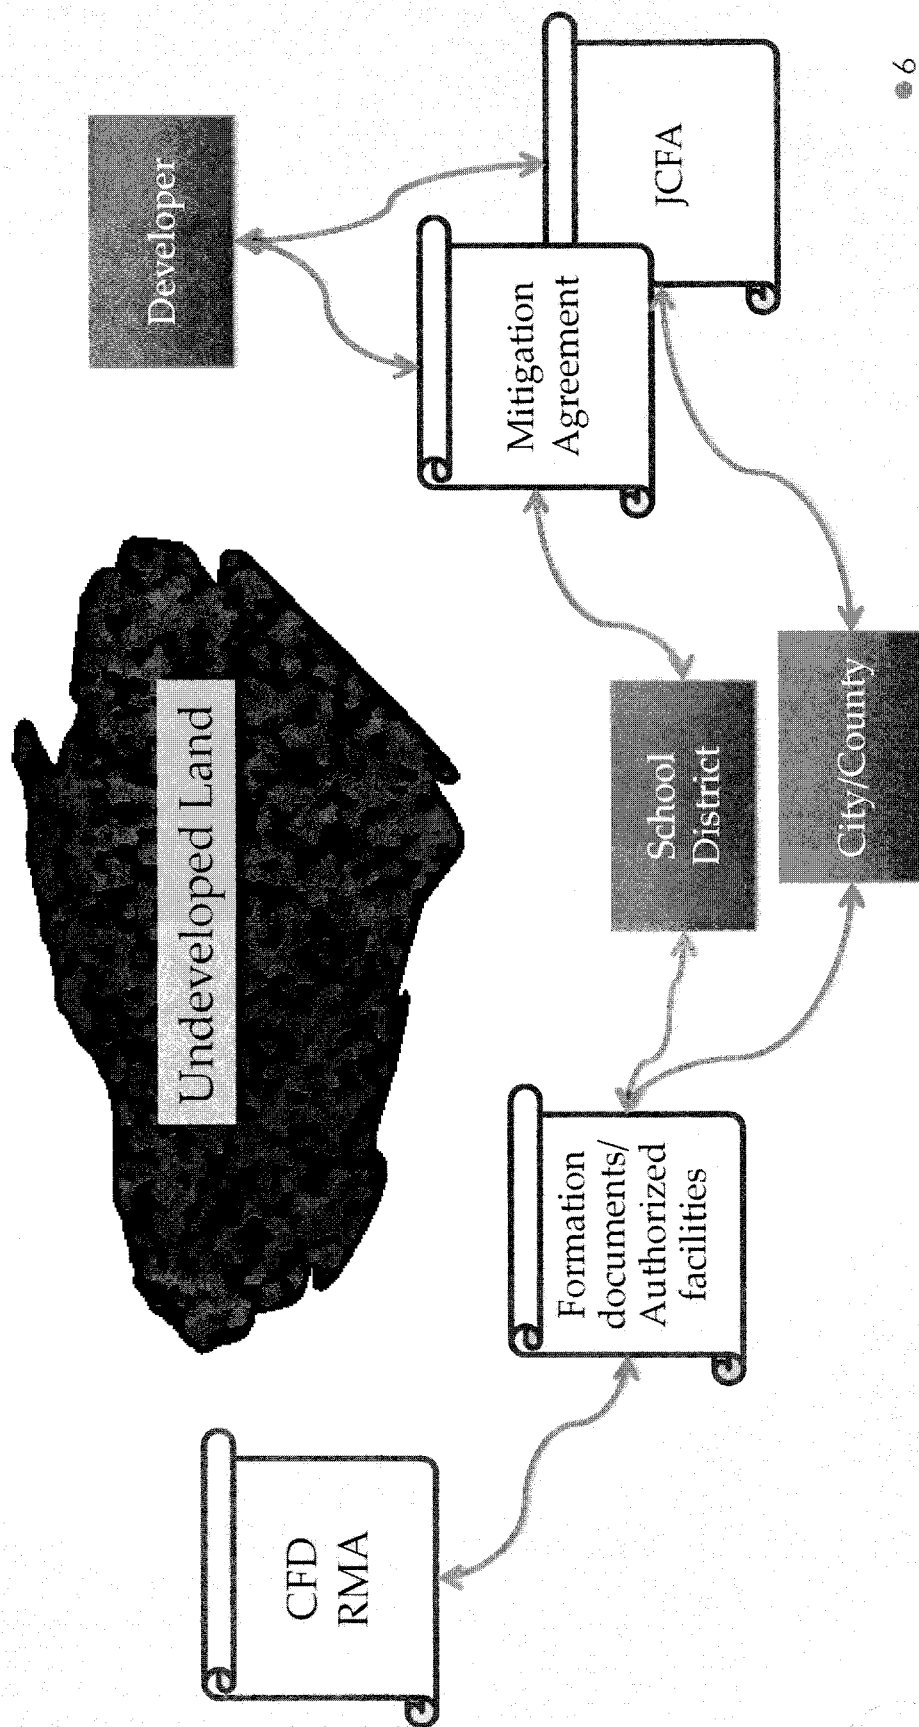 Undeveloped Land
Developer
CFD
RMA
Mitigation
Agreement
JCFA
Formation
documents/
Authorized
facilities
School
District
City/County
6